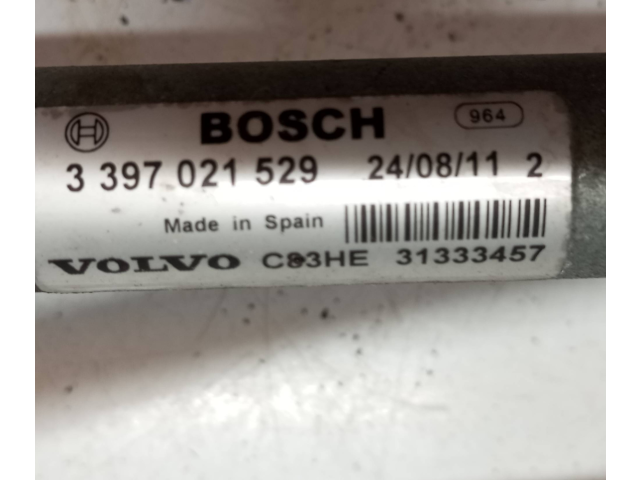 BOSCH 964
3 397 021 529 24/08/11 2
Made in Spain
VOLVO C83HE 31333457